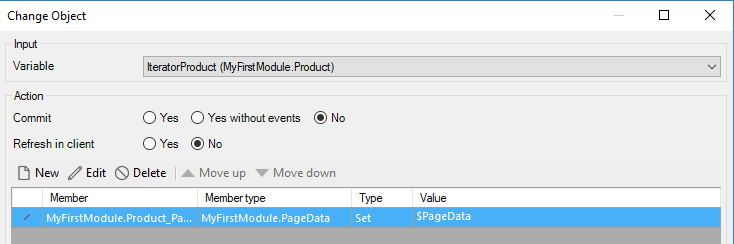 Change Object
Input
Variable IteratorProduct (MyFirstModule.Product)
Action
Commit Yes Yes without events No
Refresh in client Yes No
New Edit Delete Move up Move down
Member Member type Type Value
MyFirstModule.Product_Pa... MyFirstModule.PageData Set $PageData